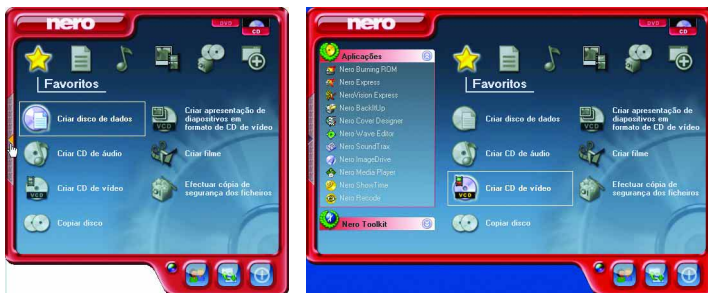 nero
DVD
CD
Favoritos
Criar disco de dados
Criar apresentação de
diapositivos em
formato de CD de vídeo
VCD
Criar CD de áudio
Criar filme
Criar CD de vídeo
VCD
Efectuar cópia de
segurança dos ficheiros
Copiar disco
nero
DVD
CD
Aplicações
Nero Burning ROM
Nero Express
NeroVision Express
Nero BackItUp
Nero Cover Designer
Nero Wave Editor
Nero SoundTrax
Nero ImageDrive
Nero Media Player
Nero ShowTime
Nero Recode
Nero Toolkit
Favoritos
Criar disco de dados
Criar apresentação de
diapositivos em
formato de CD de vídeo
VCD
Criar CD de áudio
Criar filme
Criar CD de vídeo
VCD
Efectuar cópia de
segurança dos ficheiros
Copiar disco